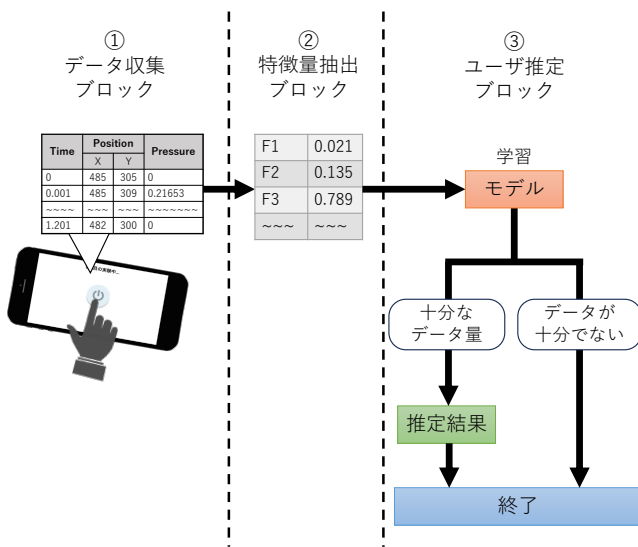 ①
データ収集
ブロック
②
特徴量抽出
ブロック
③
ユーザ推定
ブロック
Time Position Pressure
X Y
0 485 305 0
0.001 485 309 0.21653
~~~~ ~~~ ~~~ ~~~~~~~
1.201 482 300 0
F1 0.021
F2 0.135
F3 0.789
~~~ ~~~
学習
モデル
十分な
データ量
データが
十分でない
推定結果
終了